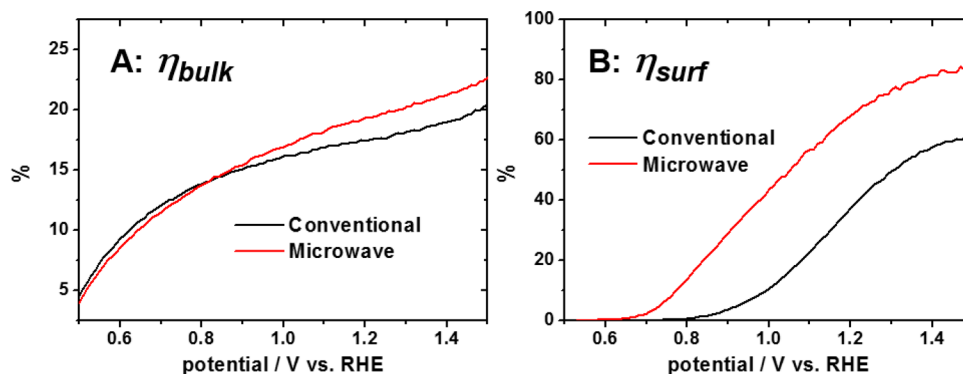 A: ηbulk
25
20
15
10
5
%
Conventional
Microwave
0.6 0.8 1.0 1.2 1.4
potential / V vs. RHE
B: ηsurf
100
80
60
40
20
0
%
Conventional
Microwave
0.6 0.8 1.0 1.2 1.4
potential / V vs. RHE